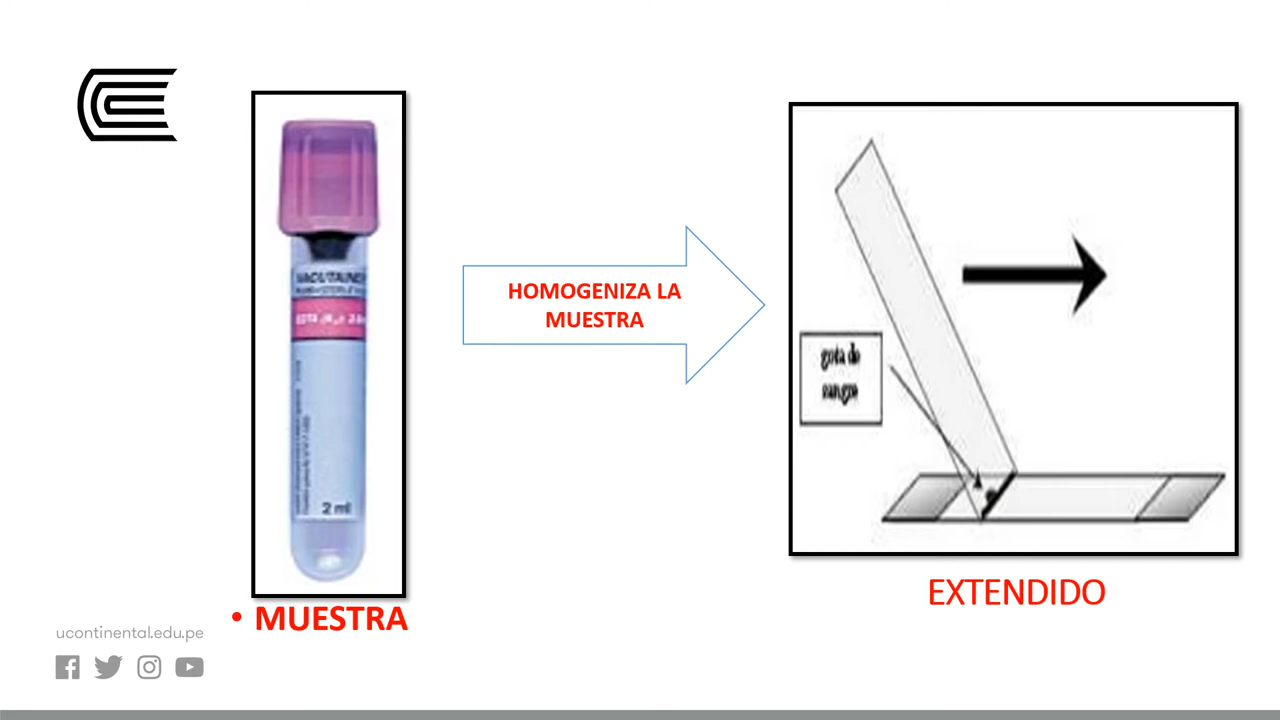 HOMOGENIZA LA
MUESTRA
gota de
sangre
2 ml
• MUESTRA
EXTENDIDO
ucontinental.edu.pe